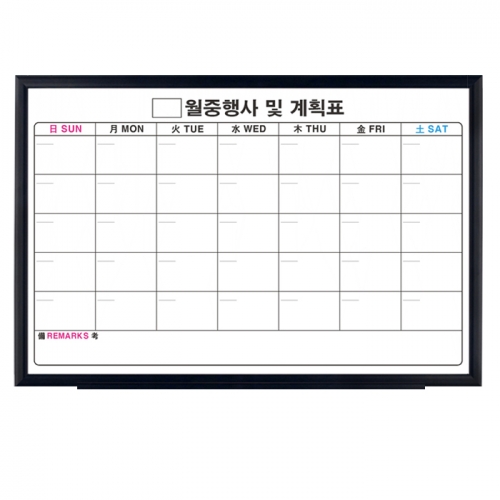 월중행사 및 계획표
日 SUN 月 MON 火 TUE 水 WED 木 THU 金 FRI 土 SAT
備 REMARKS 考